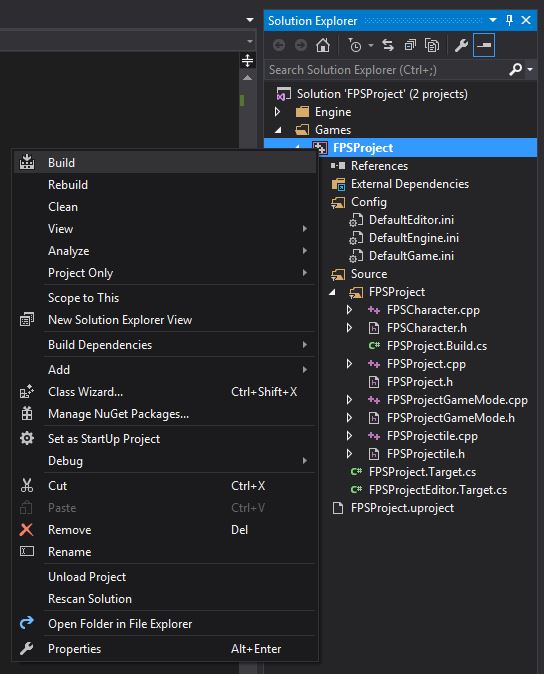 Solution Explorer
Search Solution Explorer (Ctrl+;)
Solution 'FPSProject' (2 projects)
Engine
Games
FPSProject
References
External Dependencies
Config
DefaultEditor.ini
DefaultEngine.ini
DefaultGame.ini
Source
FPSProject
FPSCharacter.cpp
FPSCharacter.h
FPSProject.Build.cs
FPSProject.cpp
FPSProject.h
FPSProjectGameMode.cpp
FPSProjectGameMode.h
FPSProjectile.cpp
FPSProjectile.h
FPSProject.Target.cs
FPSProjectEditor.Target.cs
FPSProject.uproject
Build
Rebuild
Clean
View
Analyze
Project Only
Scope to This
New Solution Explorer View
Build Dependencies
Add
Class Wizard... Ctrl+Shift+X
Manage NuGet Packages...
Set as StartUp Project
Debug
Cut Ctrl+X
Paste Ctrl+V
Remove Del
Rename
Unload Project
Rescan Solution
Open Folder in File Explorer
Properties Alt+Enter